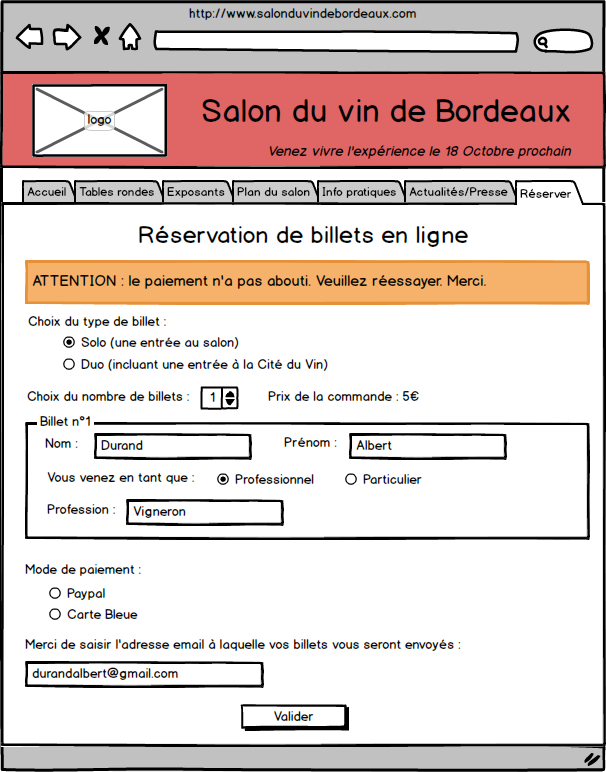 http://www.salonduvindebordeaux.com
logo
Salon du vin de Bordeaux
Venez vivre l'expérience le 18 Octobre prochain
Accueil Tables rondes Exposants Plan du salon Info pratiques Actualités/Presse Réserver
Réservation de billets en ligne
ATTENTION : le paiement n'a pas abouti. Veuillez réessayer. Merci.
Choix du type de billet :
Solo (une entrée au salon)
Duo (incluant une entrée à la Cité du Vin)
Choix du nombre de billets : 1 Prix de la commande : 5€
Billet n°1
Nom : Durand Prénom : Albert
Vous venez en tant que : Professionnel Particulier
Profession : Vigneron
Mode de paiement :
Paypal
Carte Bleue
Merci de saisir l'adresse email à laquelle vos billets vous seront envoyés :
durandalbert@gmail.com
Valider